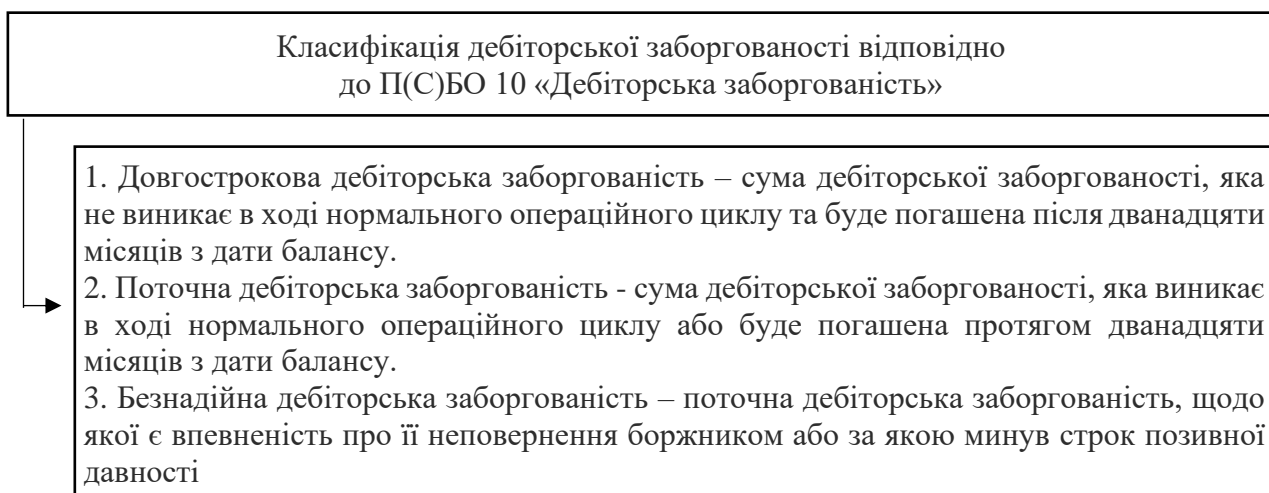 Класифікація дебіторської заборгованості відповідно
до П(С)БО 10 «Дебіторська заборгованість»
1. Довгострокова дебіторська заборгованість – сума дебіторської заборгованості, яка
не виникає в ході нормального операційного циклу та буде погашена після дванадцяти
місяців з дати балансу.
2. Поточна дебіторська заборгованість - сума дебіторської заборгованості, яка виникає
в ході нормального операційного циклу або буде погашена протягом дванадцяти
місяців з дати балансу.
3. Безнадійна дебіторська заборгованість – поточна дебіторська заборгованість, щодо
якої є впевненість про її неповернення боржником або за якою минув строк позивної
давності